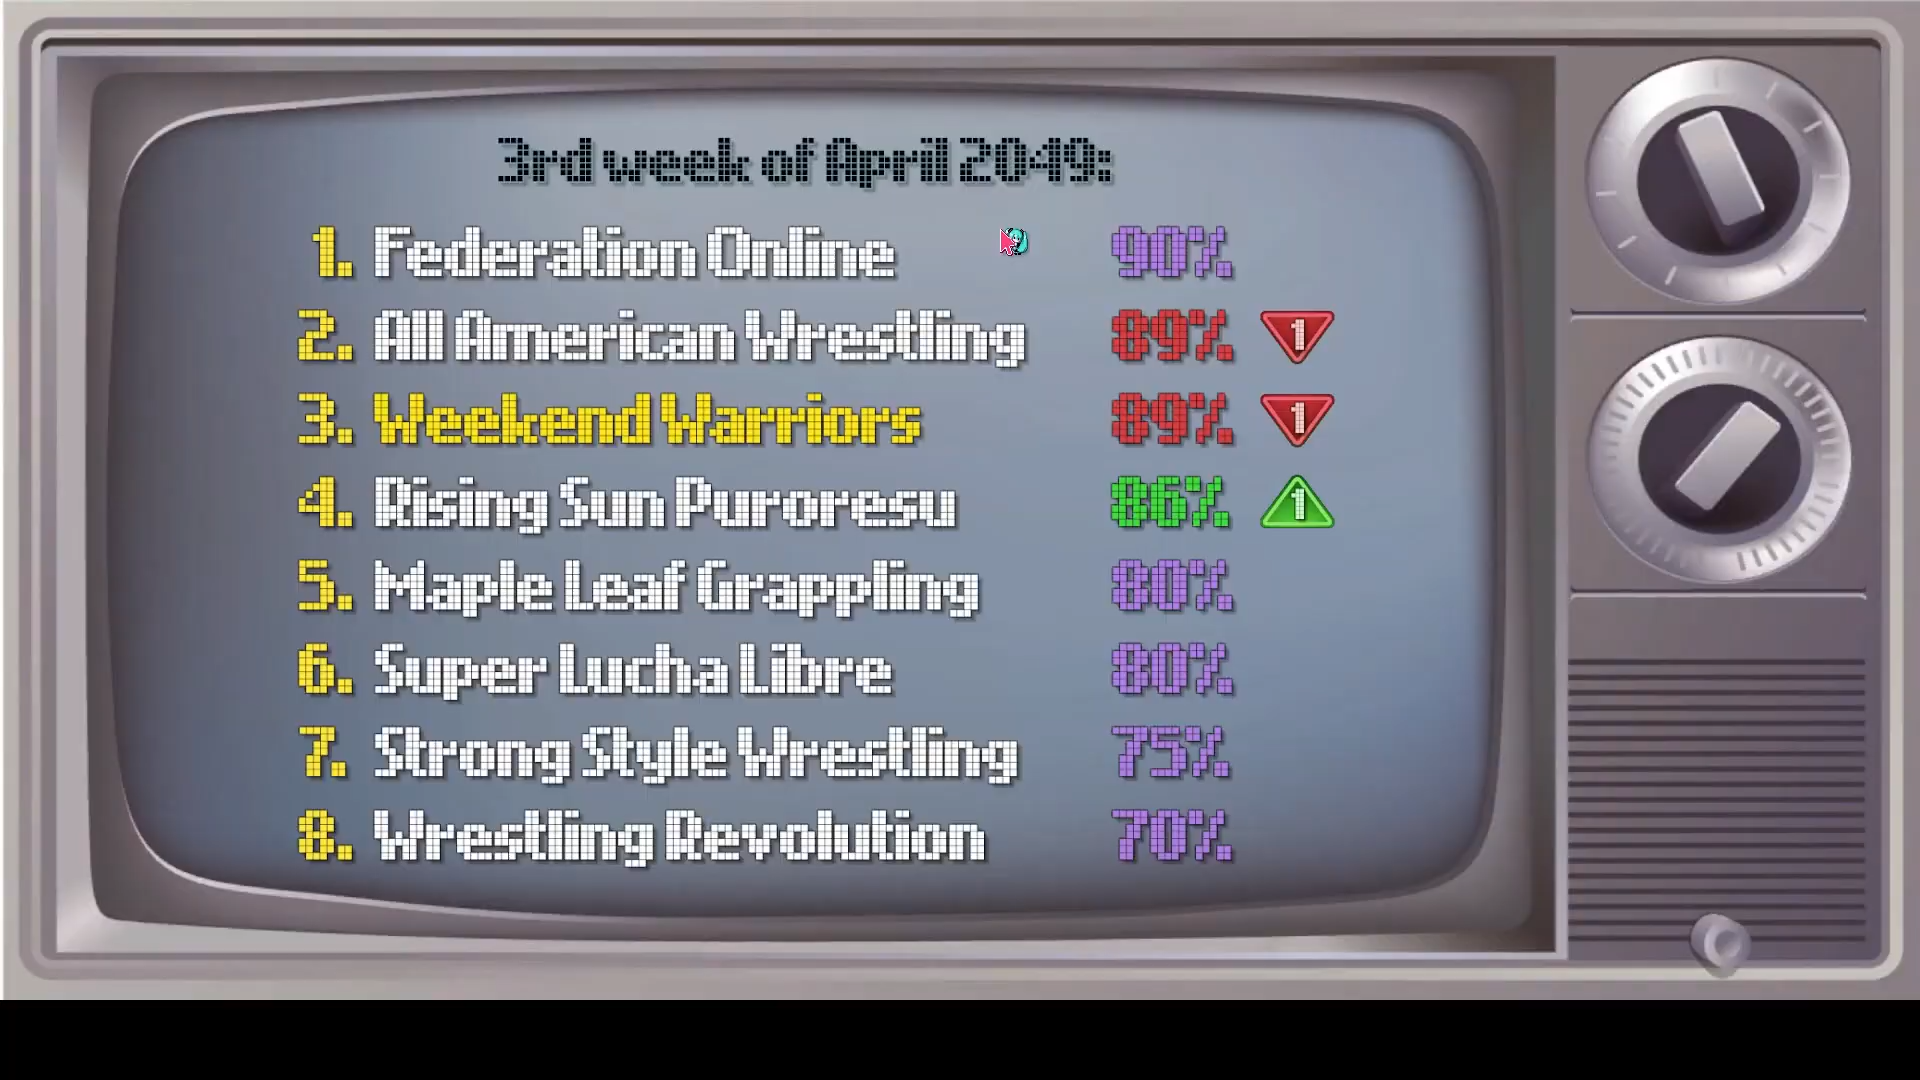 3rd week of April 2049:
1. Federation Online 90%
2. All American Wrestling 89% 1
3. Weekend Warriors 89% 1
4. Rising Sun Puroresu 86% 1
5. Maple Leaf Grappling 80%
6. Super Lucha Libre 80%
7. Strong Style Wrestling 75%
8. Wrestling Revolution 70%